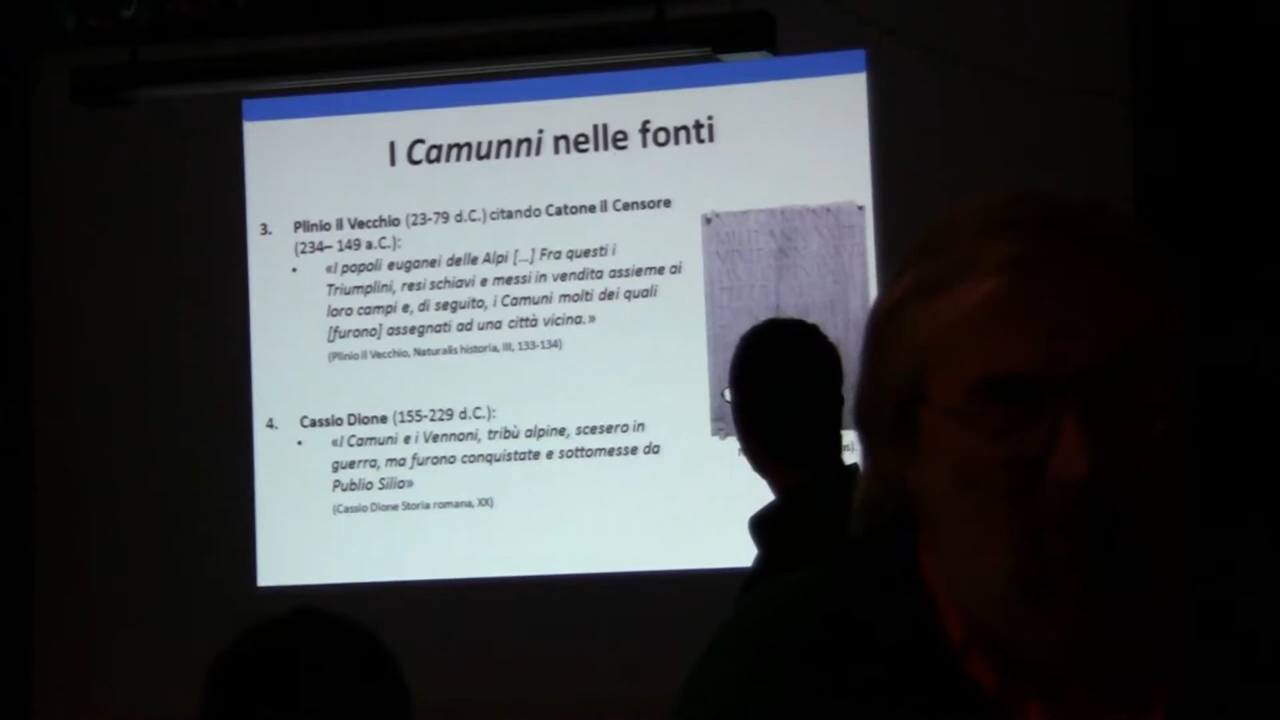 I Camunni nelle fonti
3. Plinio il Vecchio (23-79 d.C.) citando Catone il Censore
(234– 149 a.C.):
• «I popoli euganei delle Alpi [...] Fra questi i
Triumplini, resi schiavi e messi in vendita assieme ai
loro campi e, di seguito, i Camuni molti dei quali
[furono] assegnati ad una città vicina.»
(Plinio il Vecchio, Naturalis historia, III, 133-134)
4. Cassio Dione (155-229 d.C.):
• «I Camuni e i Vennoni, tribù alpine, scesero in
guerra, ma furono conquistate e sottomesse da
Publio Silio»
(Cassio Dione Storia romana, XX)